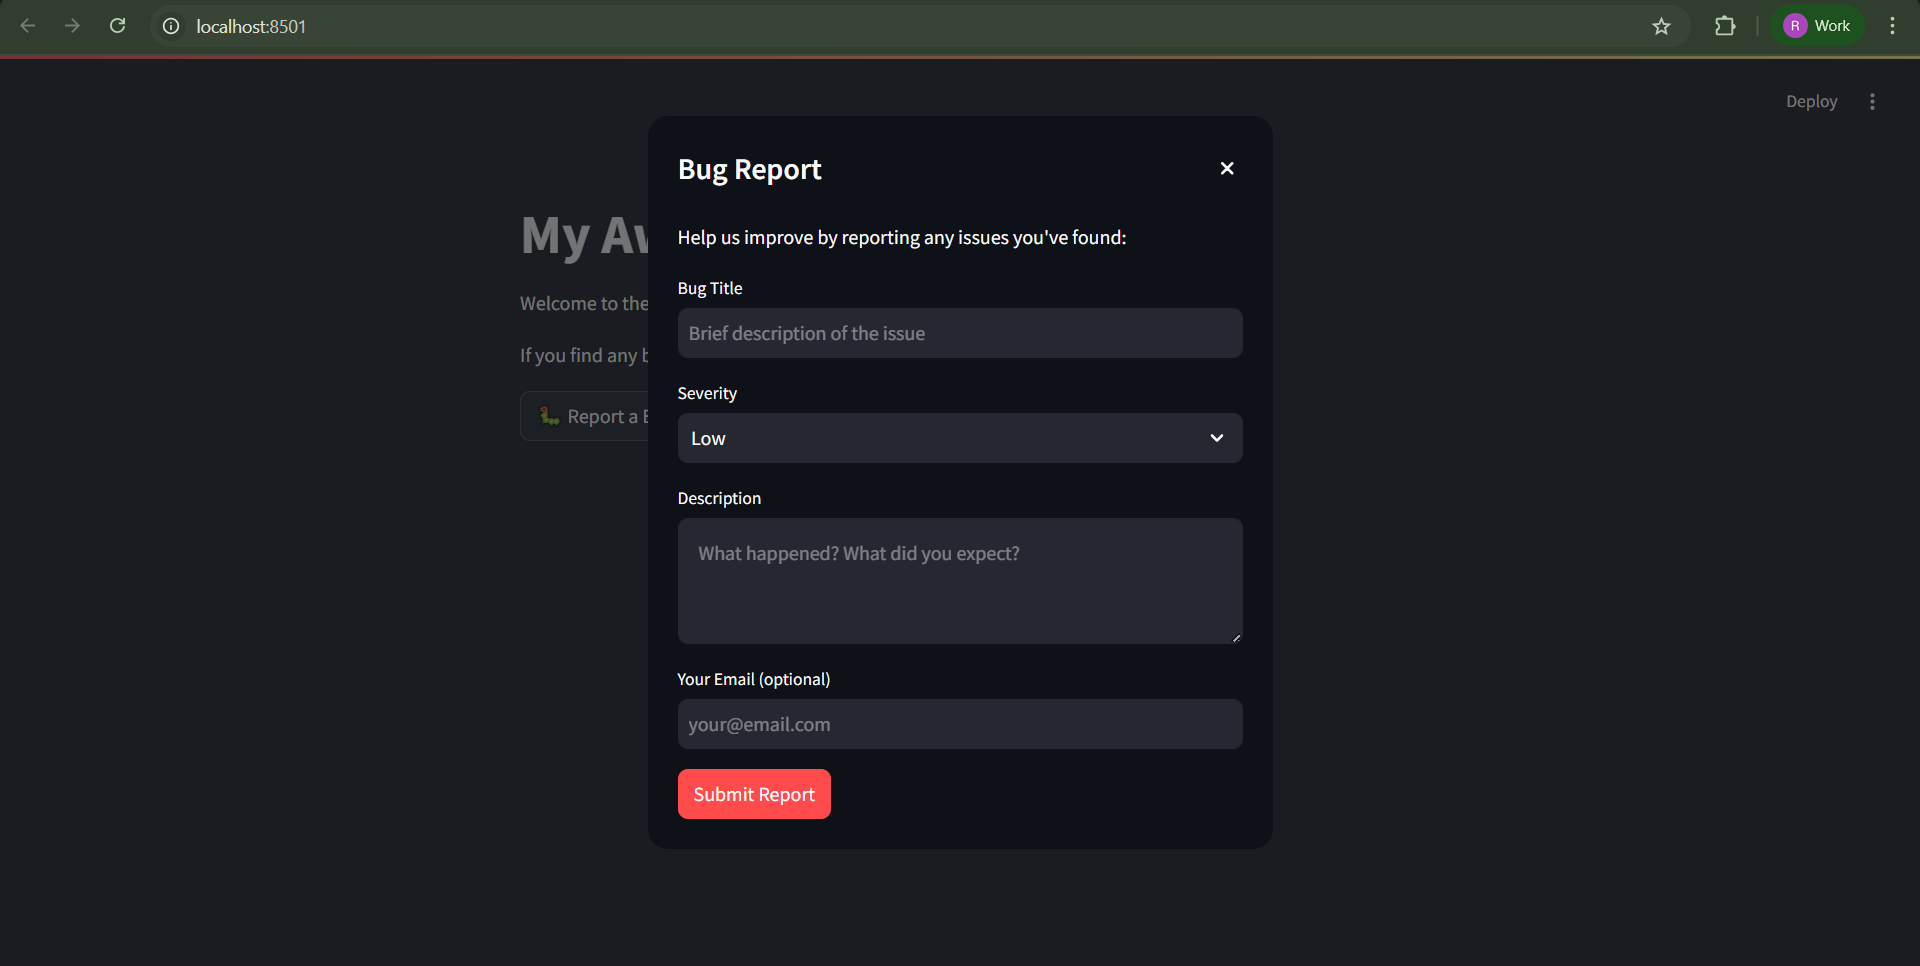 localhost:8501
R Work
Deploy
Bug Report
My
Help us improve by reporting any issues you've found:
Welcome to the
Bug Title
Brief description of the issue
If you find any
Severity
Report a
Low
Description
What happened? What did you expect?
Your Email (optional)
your@email.com
Submit Report